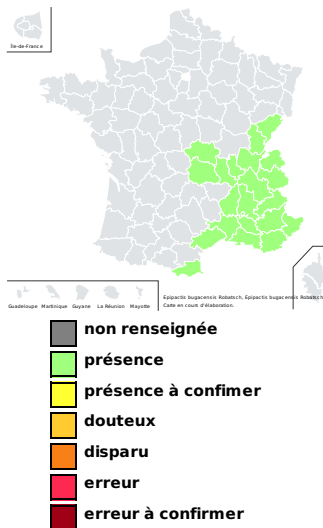 Île-de-France
Guadeloupe Martinique Guyane La Réunion Mayotte
Epipactis bugacensis Robatsch, Epipactis bugacensis Robatsch
Carte en cours d'élaboration.
non renseignée
présence
présence à confimer
douteux
disparu
erreur
erreur à confirmer